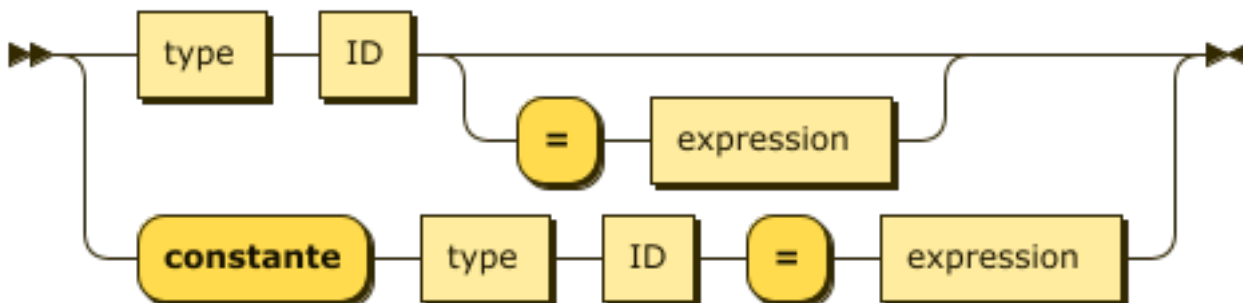 type ID
= expression
constante type ID = expression